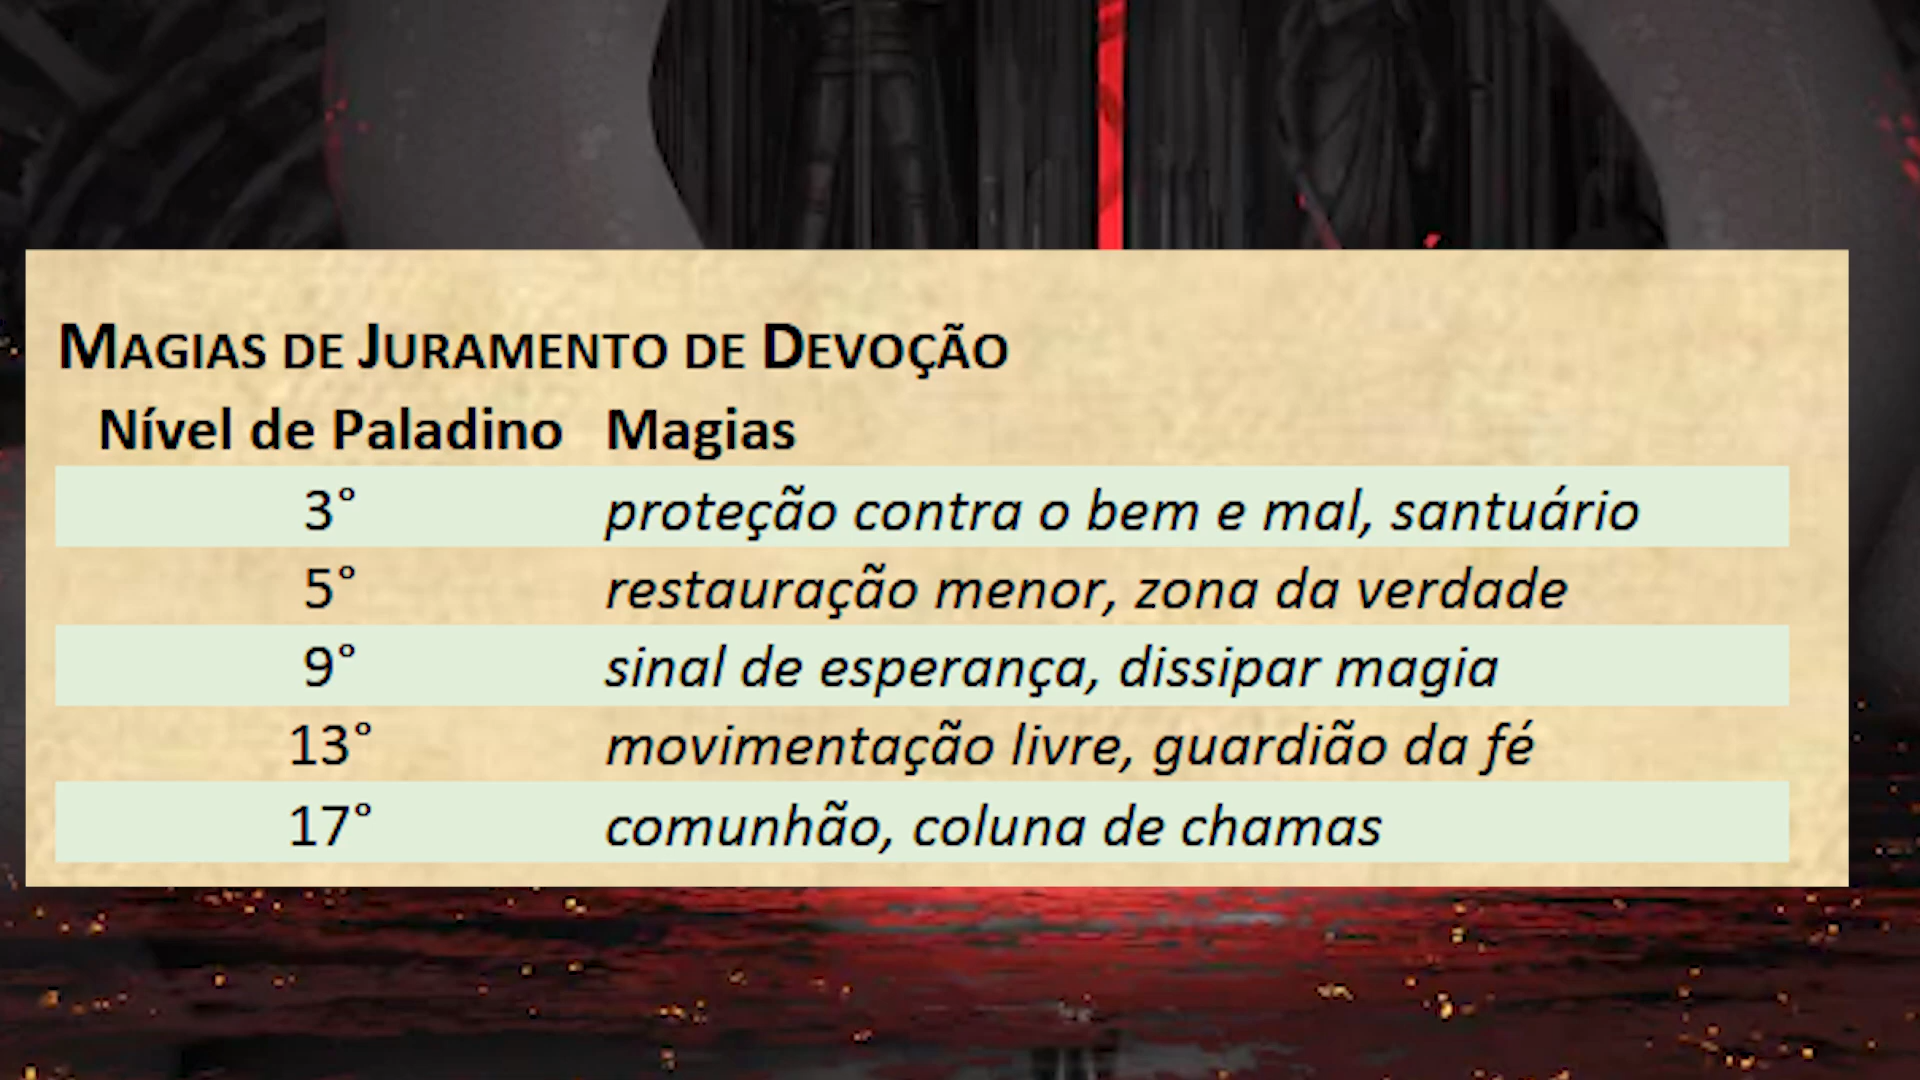 MAGIAS DE JURAMENTO DE DEVOÇÃO
Nível de Paladino Magias
3° proteção contra o bem e mal, santuário
5° restauração menor, zona da verdade
9° sinal de esperança, dissipar magia
13° movimentação livre, guardião da fé
17° comunhão, coluna de chamas